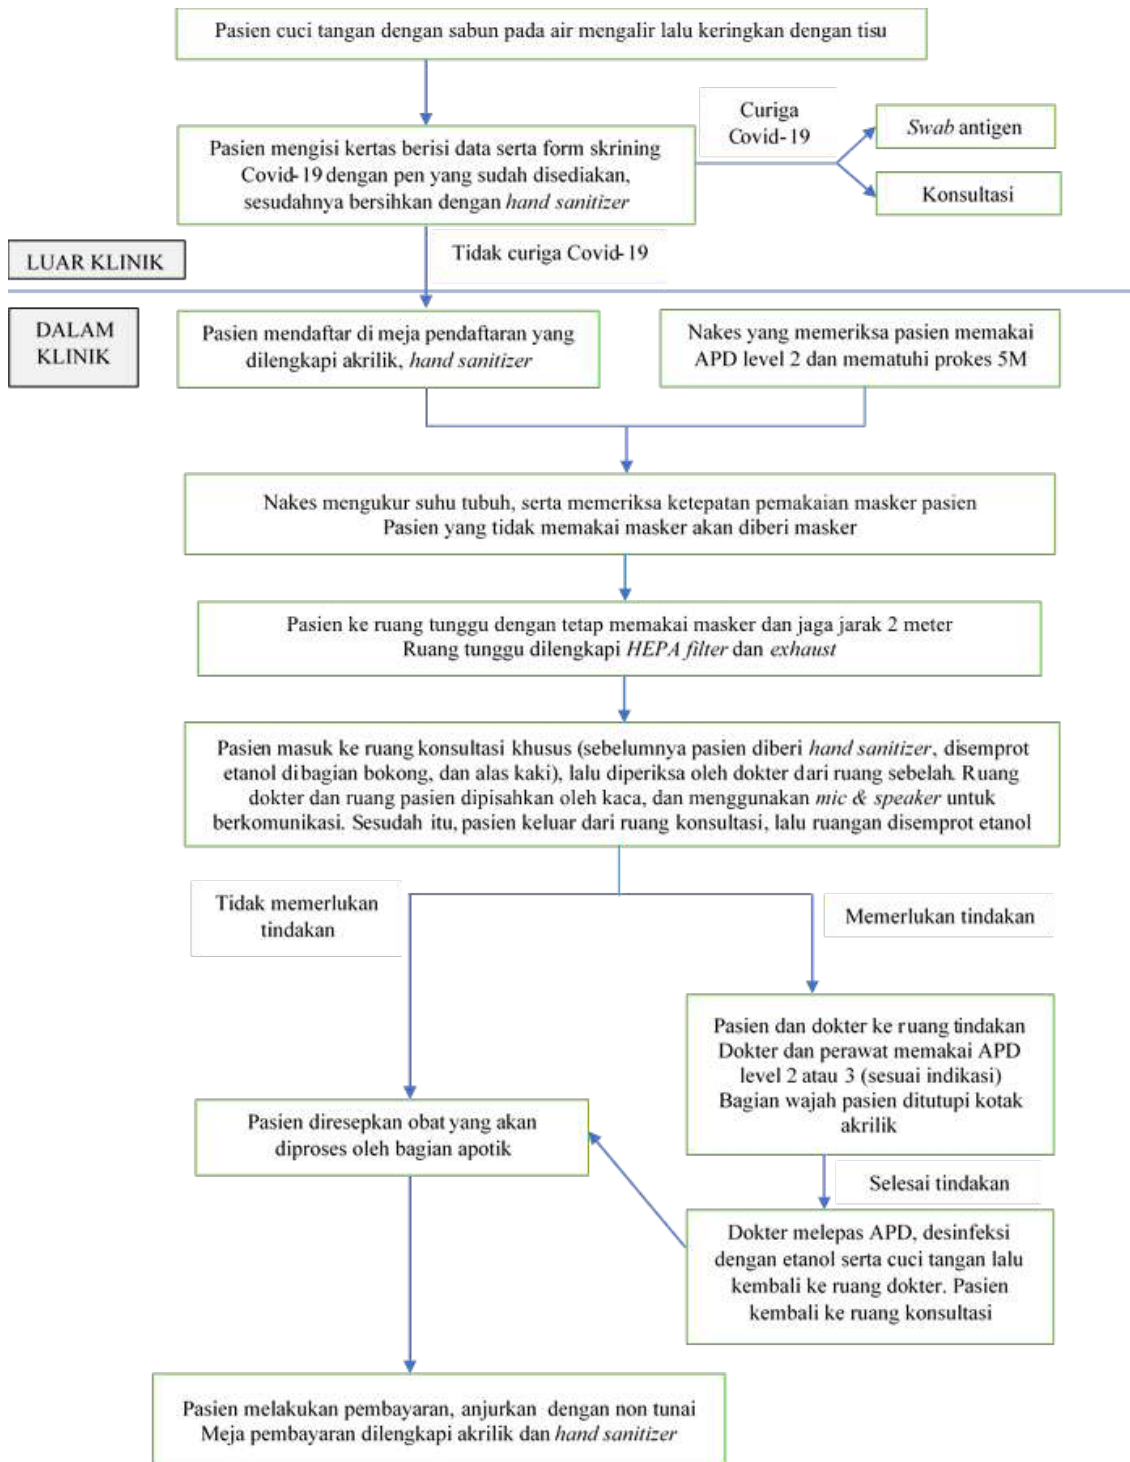 Pasien cuci tangan dengan sabun pada air mengalir lalu keringkan dengan tisu
Curiga
Covid-19
Swab antigen
Pasien mengisi kertas berisi data serta form skrining
Covid-19 dengan pen yang sudah disediakan,
sesudahnya bersihkan dengan hand sanitizer
Konsultasi
Tidak curiga Covid-19
LUAR KLINIK
DALAM
KLINIK
Pasien mendaftar di meja pendaftaran yang
dilengkapi akrilik, hand sanitizer
Nakes yang memeriksa pasien memakai
APD level 2 dan mematuhi prokes 5M
Nakes mengukur suhu tubuh, serta memeriksa ketepatan pemakaian masker pasien
Pasien yang tidak memakai masker akan diberi masker
Pasien ke ruang tunggu dengan tetap memakai masker dan jaga jarak 2 meter
Ruang tunggu dilengkapi HEPA filter dan exhaust
Pasien masuk ke ruang konsultasi khusus (sebelumnya pasien diberi hand sanitizer, disemprot
etanol dibagian bokong, dan alas kaki), lalu diperiksa oleh dokter dari ruang sebelah. Ruang
dokter dan ruang pasien dipisahkan oleh kaca, dan menggunakan mic & speaker untuk
berkomunikasi. Sesudah itu, pasien keluar dari ruang konsultasi, lalu ruangan disemprot etanol
Tidak memerlukan
tindakan
Memerlukan tindakan
Pasien dan dokter ke ruang tindakan
Dokter dan perawat memakai APD
level 2 atau 3 (sesuai indikasi)
Bagian wajah pasien ditutupi kotak
akrilik
Pasien diresepkan obat yang akan
diproses oleh bagian apotik
Selesai tindakan
Dokter melepas APD, desinfeksi
dengan etanol serta cuci tangan lalu
kembali ke ruang dokter. Pasien
kembali ke ruang konsultasi
Pasien melakukan pembayaran, anjurkan dengan non tunai
Meja pembayaran dilengkapi akrilik dan hand sanitizer